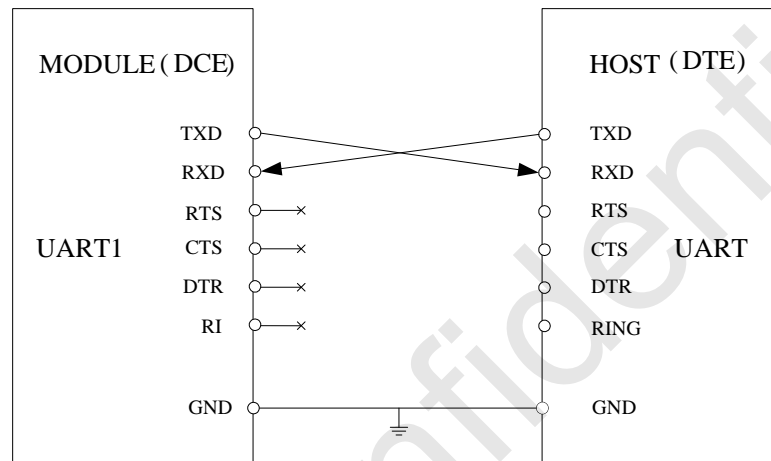 MODULE ( DCE)
HOST ( DTE)
TXD
TXD
RXD
RXD
RTS
RTS
UART1
CTS
CTS
UART
DTR
DTR
RI
RING
GND
GND